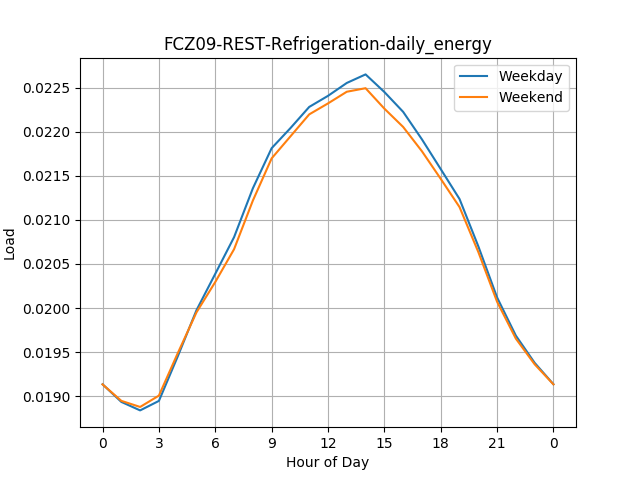 FCZ09-REST-Refrigeration-daily_energy
Weekday
Weekend
Load
0.0225
0.0220
0.0215
0.0210
0.0205
0.0200
0.0195
0.0190
0 3 6 9 12 15 18 21 0
Hour of Day